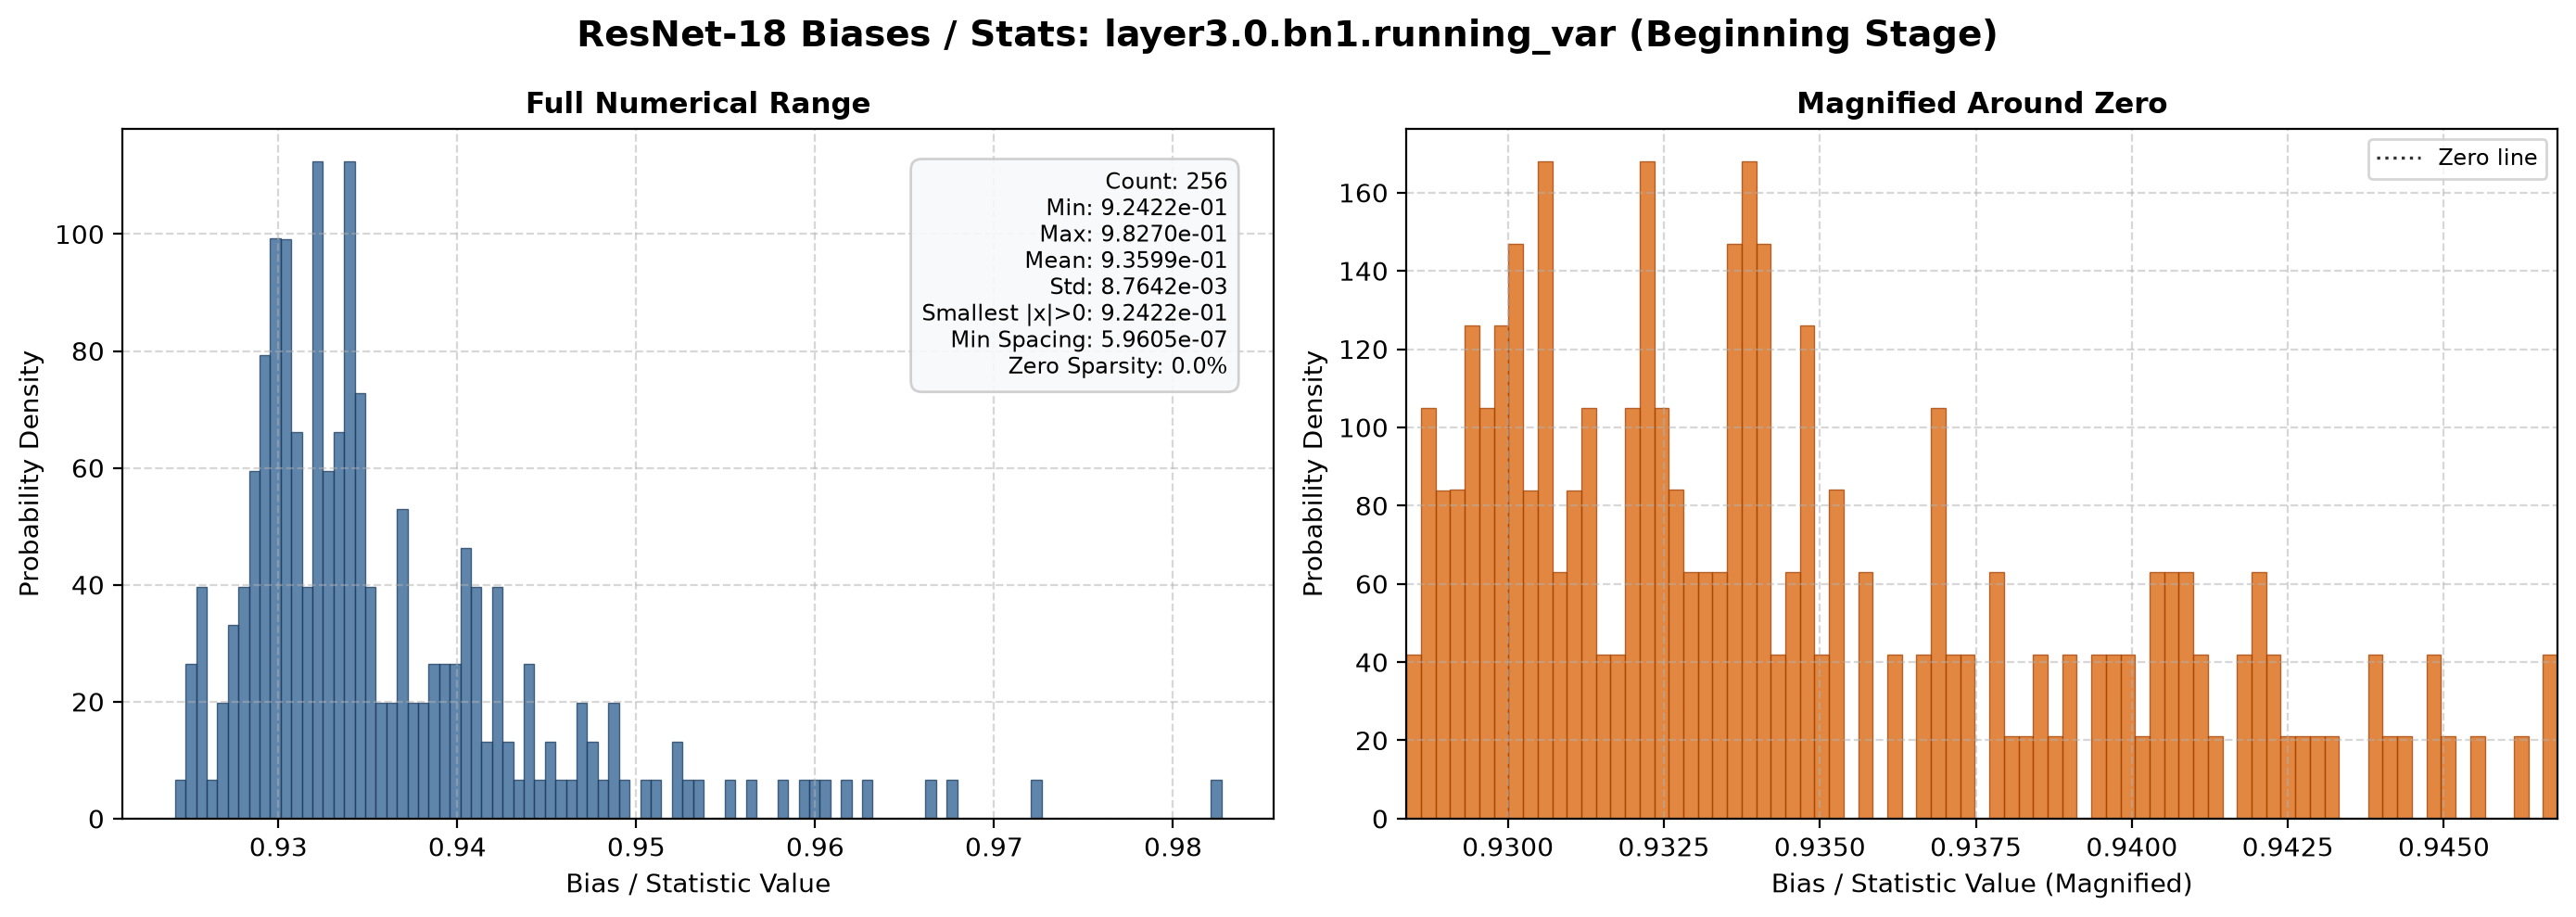 ResNet-18 Biases / Stats: layer3.0.bn1.running_var (Beginning Stage)
Full Numerical Range
Probability Density
100
80
60
40
20
0
Count: 256
Min: 9.2422e-01
Max: 9.8270e-01
Mean: 9.3599e-01
Std: 8.7642e-03
Smallest |x|>0: 9.2422e-01
Min Spacing: 5.9605e-07
Zero Sparsity: 0.0%
0.93 0.94 0.95 0.96 0.97 0.98
Bias / Statistic Value
Magnified Around Zero
Probability Density
160
140
120
100
80
60
40
20
0
Zero line
0.9300 0.9325 0.9350 0.9375 0.9400 0.9425 0.9450
Bias / Statistic Value (Magnified)